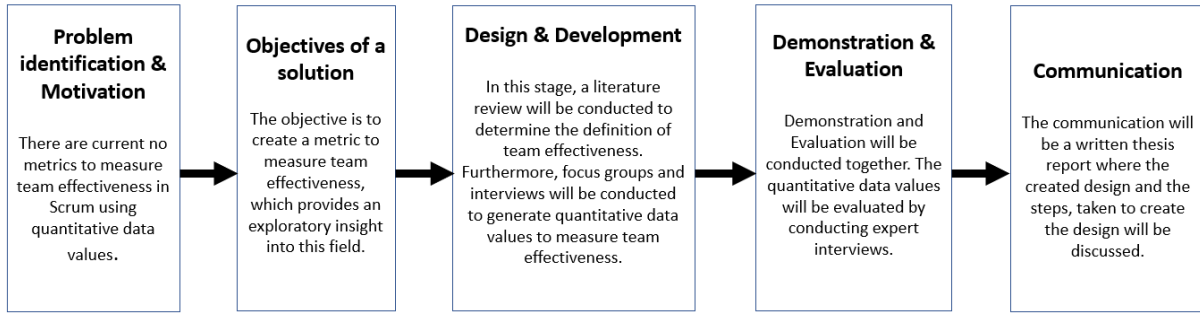 Problem
identification &
Motivation
There are current no
metrics to measure
team effectiveness in
Scrum using
quantitative data
values.
Objectives of a
solution
The objective is to
create a metric to
measure team
effectiveness,
which provides an
exploratory insight
into this field.
Design & Development
In this stage, a literature
review will be conducted to
determine the definition of
team effectiveness.
Furthermore, focus groups and
interviews will be conducted
to generate quantitative data
values to measure team
effectiveness.
Demonstration &
Evaluation
Demonstration and
Evaluation will be
conducted together. The
quantitative data values
will be evaluated by
conducting expert
interviews.
Communication
The communication will
be a written thesis
report where the
created design and the
steps, taken to create
the design will be
discussed.